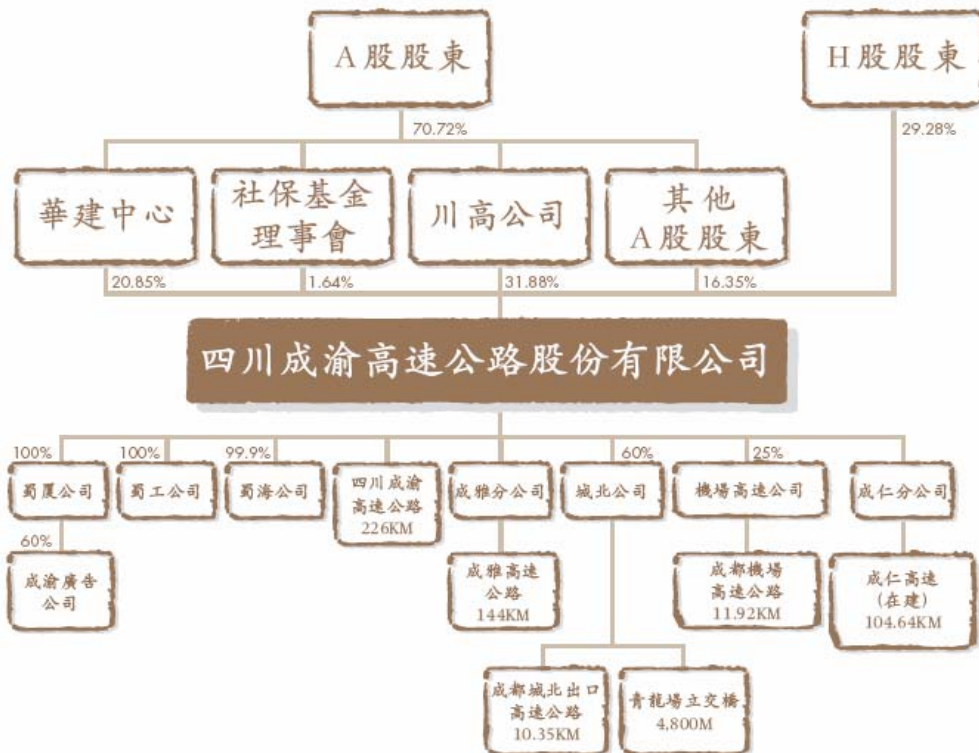 A股股東
H股股東
70.72%
29.28%
華建中心
社保基金
理事會
川高公司
其他
A股股東
20.85%
1.64%
31.88%
16.35%
四川成渝高速公路股份有限公司
100%
100%
99.9%
60%
25%
蜀厦公司
蜀工公司
蜀海公司
四川成渝
高速公路
226KM
成雅分公司
城北公司
機場高速公司
成仁分公司
60%
成渝廣告
公司
成雅高速
公路
144KM
成都機場
高速公路
11.92KM
成仁高速
(在建)
104.64KM
成都城北出口
高速公路
10.35KM
青龍場立交橋
4,800M